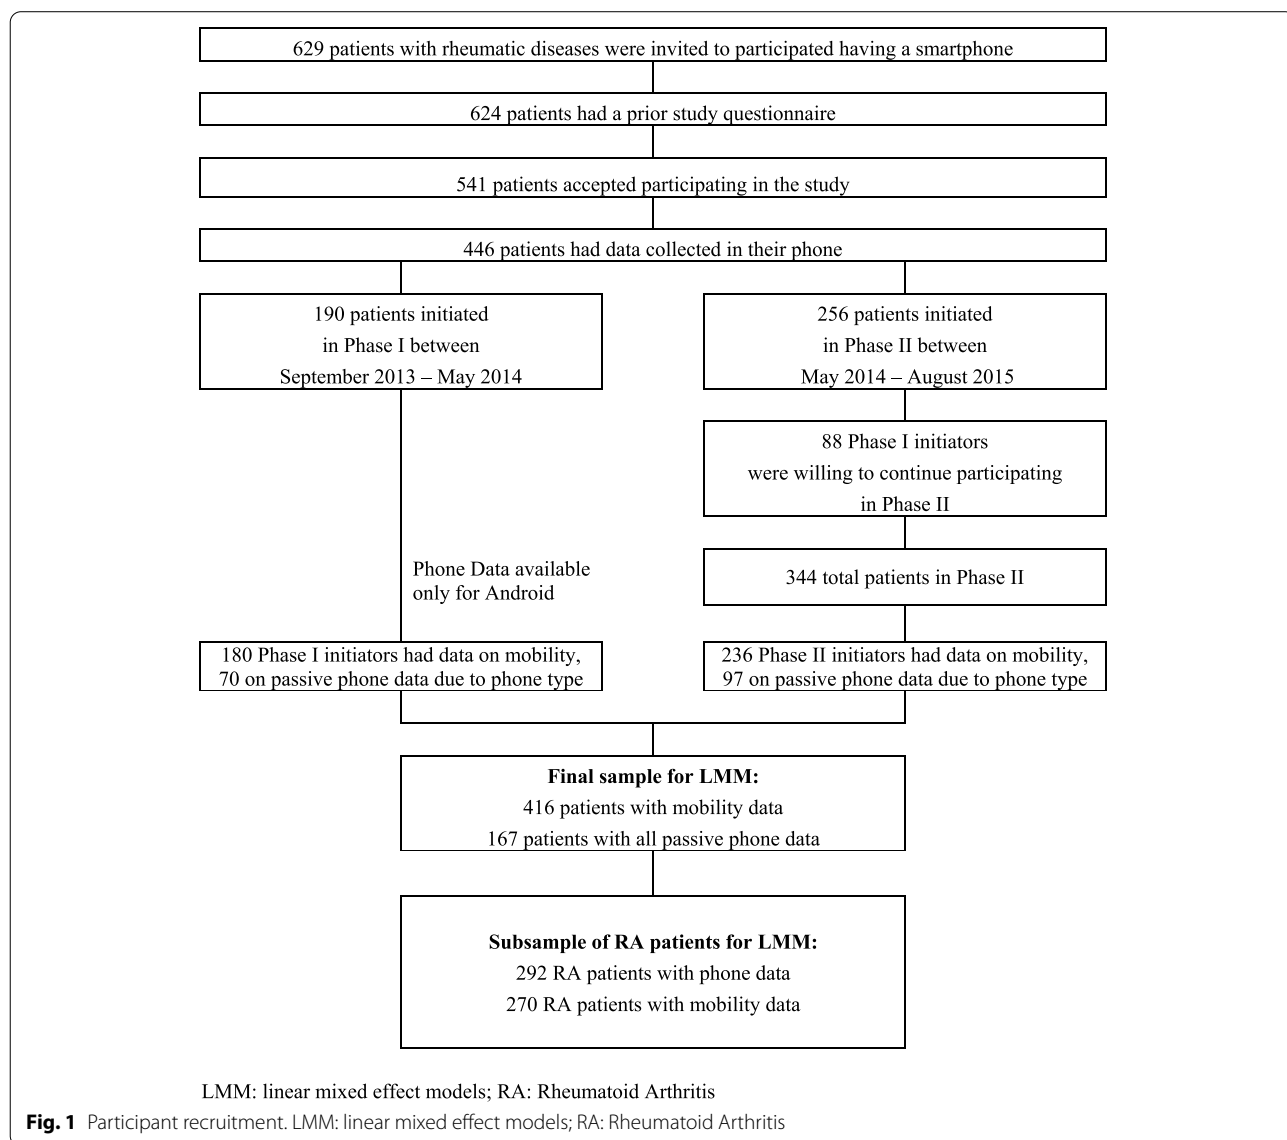 629 patients with rheumatic diseases were invited to participated having a smartphone
624 patients had a prior study questionnaire
541 patients accepted participating in the study
446 patients had data collected in their phone
190 patients initiated
in Phase I between
September 2013 – May 2014
256 patients initiated
in Phase II between
May 2014 – August 2015
88 Phase I initiators
were willing to continue participating
in Phase II
Phone Data available
only for Android
344 total patients in Phase II
180 Phase I initiators had data on mobility,
70 on passive phone data due to phone type
236 Phase II initiators had data on mobility,
97 on passive phone data due to phone type
Final sample for LMM:
416 patients with mobility data
167 patients with all passive phone data
Subsample of RA patients for LMM:
292 RA patients with phone data
270 RA patients with mobility data
LMM: linear mixed effect models; RA: Rheumatoid Arthritis
Fig. 1 Participant recruitment. LMM: linear mixed effect models; RA: Rheumatoid Arthritis